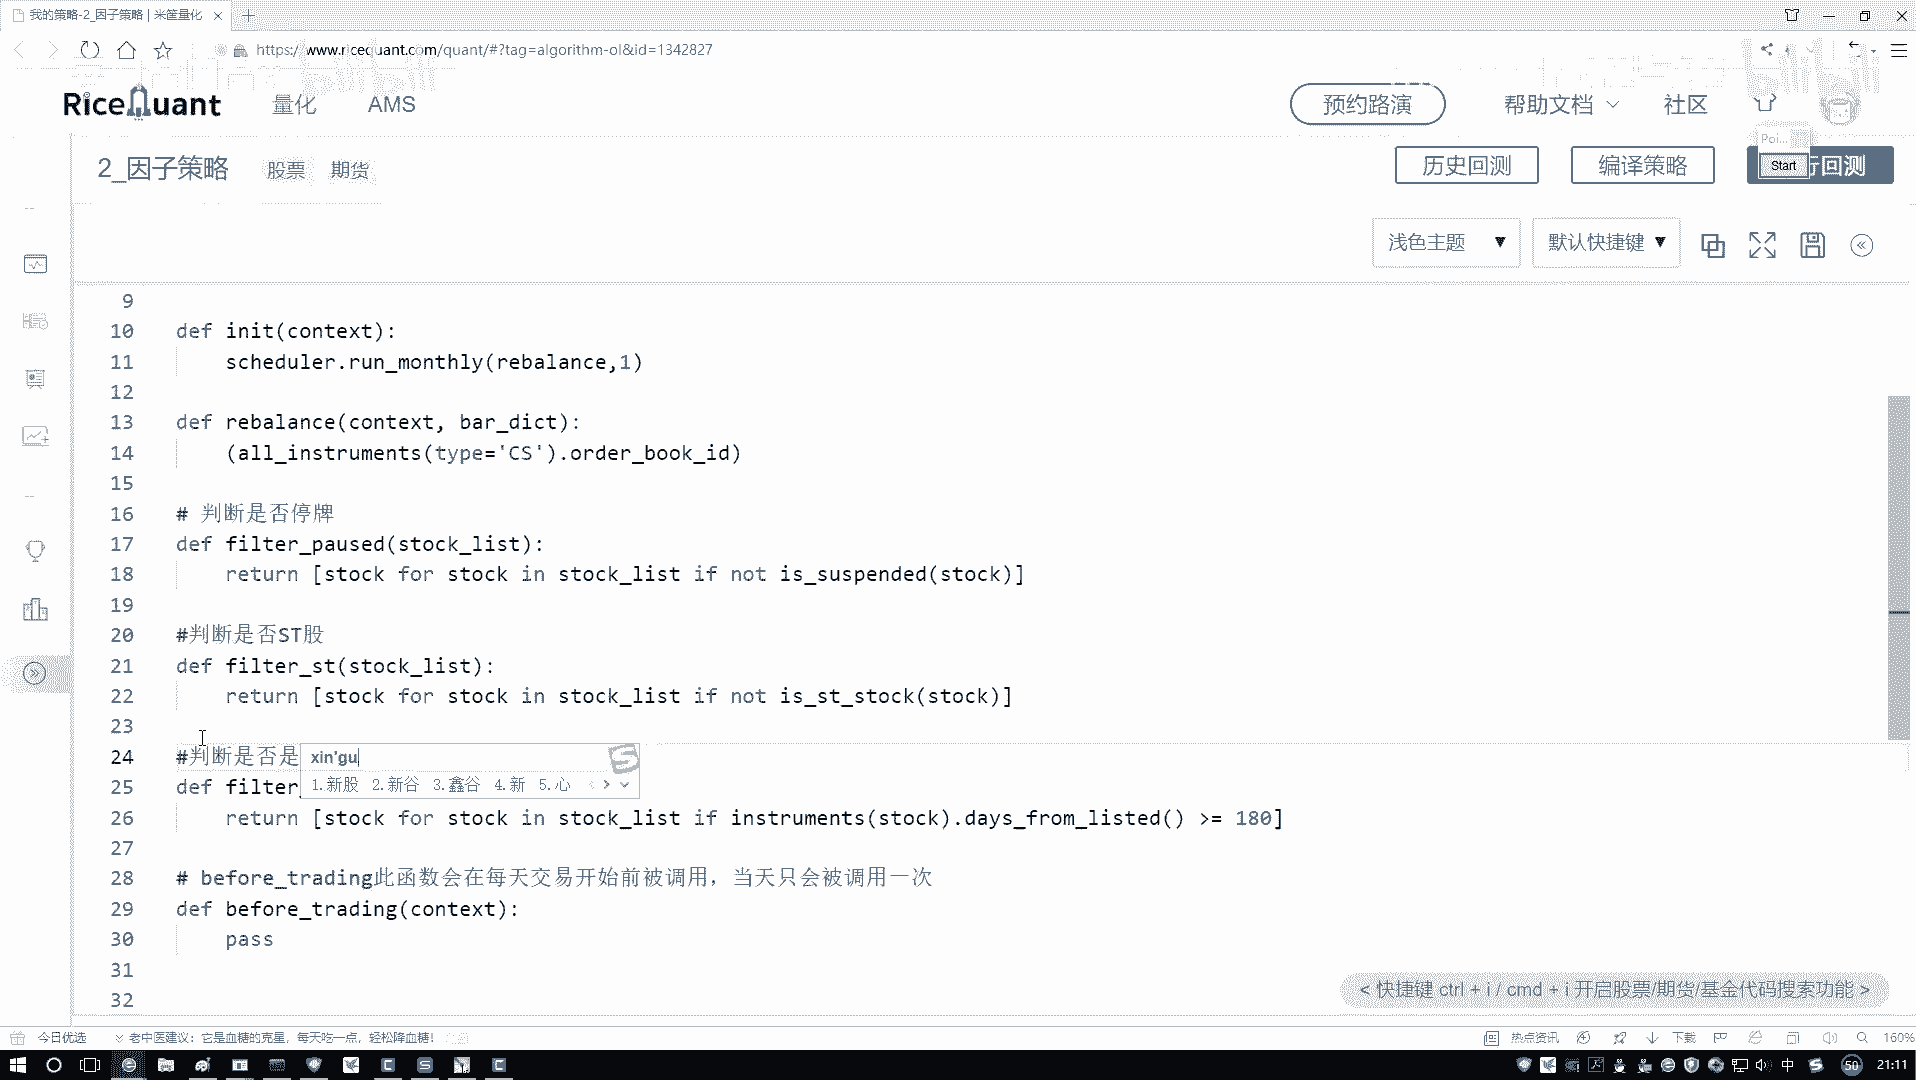 我的策略-2_因子策略 | 米筐量化
https://www.ricequant.com/quant/#?tag=algorithm-ol&id=1342827
RiceQuant 量化 AMS 预约路演 帮助文档 社区
Poi...
2_因子策略 股票 期货 历史回测 编译策略 Start 行回测
浅色主题 默认快捷键
9
10 def init(context):
11 scheduler.run_monthly(rebalance,1)
12
13 def rebalance(context, bar_dict):
14 (all_instruments(type='CS').order_book_id)
15
16 # 判断是否停牌
17 def filter_paused(stock_list):
18 return [stock for stock in stock_list if not is_suspended(stock)]
19
20 #判断是否ST股
21 def filter_st(stock_list):
22 return [stock for stock in stock_list if not is_st_stock(stock)]
23
24 #判断是否是 xin'gu
1.新股 2.新谷 3.鑫谷 4.新 5.心
25 def filter_
26 return [stock for stock in stock_list if instruments(stock).days_from_listed() >= 180]
27
28 # before_trading此函数会在每天交易开始前被调用，当天只会被调用一次
29 def before_trading(context):
30 pass
31
32
< 快捷键 ctrl + i / cmd + i 开启股票/期货/基金代码搜索功能 >
今日优选 老中医建议：它是血糖的克星，每天吃一点，轻松降血糖！ 热点资讯 下载 160%
中 50 21:11